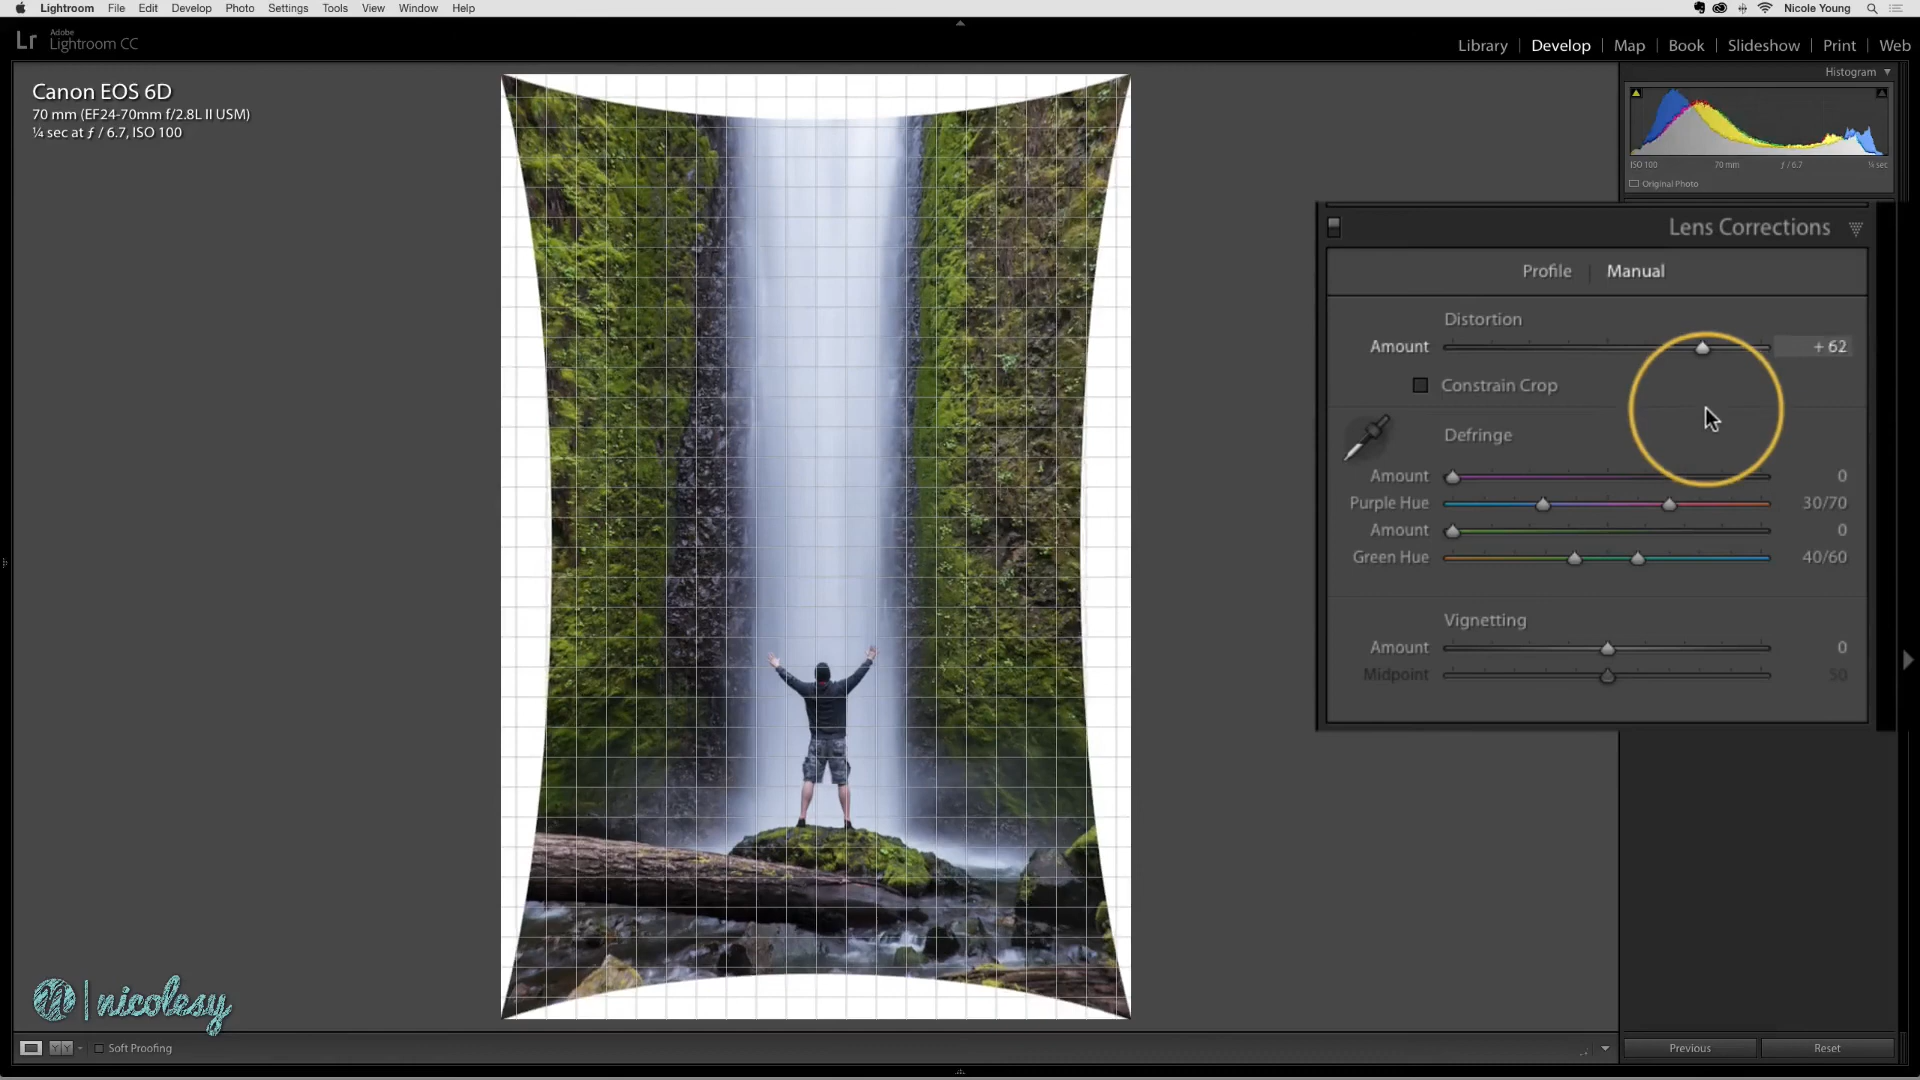 Lightroom File Edit Develop Photo Settings Tools View Window Help Nicole Young
Lr Adobe Lightroom CC
Library Develop Map Book Slideshow Print Web
Canon EOS 6D
70 mm (EF24-70mm f/2.8L II USM)
¼ sec at ƒ / 6.7, ISO 100
Histogram
ISO 100 70 mm ƒ / 6.7 ¼ sec
Original Photo
Lens Corrections
Profile Manual
Distortion
Amount + 62
Constrain Crop
Defringe
Amount 0
Purple Hue 30/70
Amount 0
Green Hue 40/60
Vignetting
Amount 0
Midpoint 50
nicolesy
Y Y Soft Proofing
Previous Reset